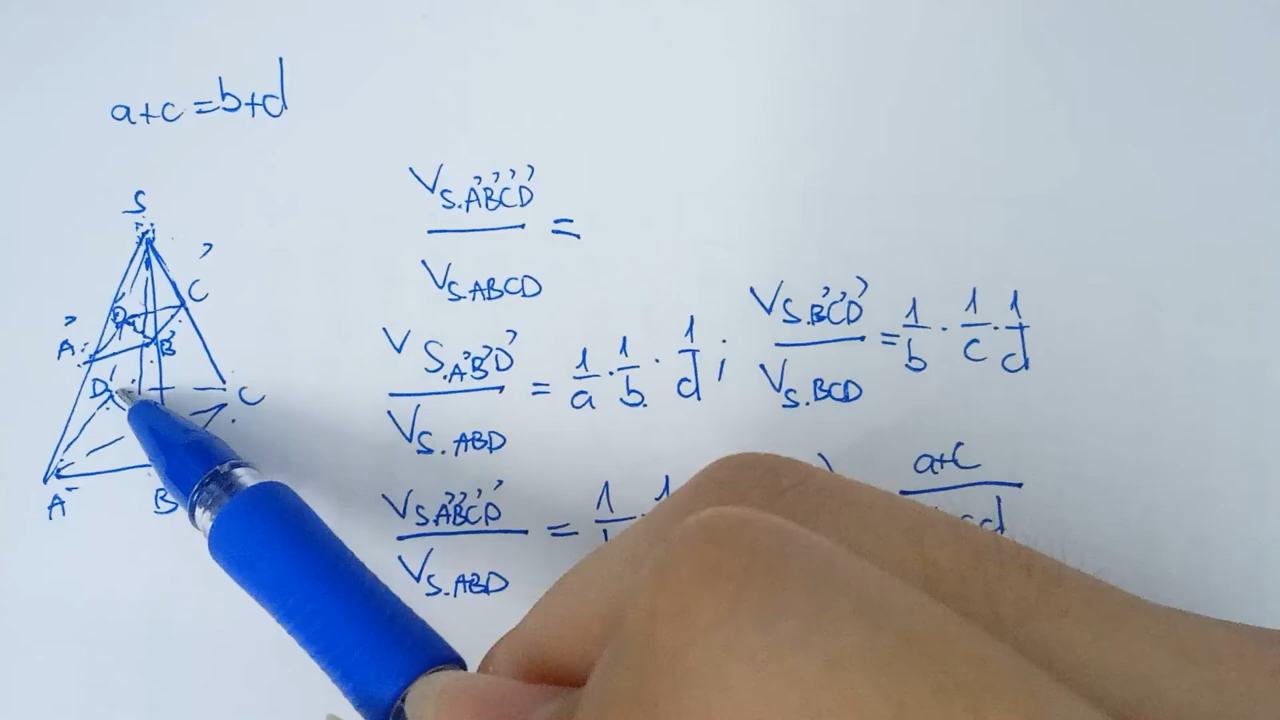 a+c=b+d
S
C'
A'
D'
B'
D
C
A
B
V S.A'B'C'D' / V S.ABCD =
V S.A'B'D' / V S.ABD = 1/a . 1/b . 1/d ; V S.B'C'D' / V S.BCD = 1/b . 1/c . 1/d
V S.A'B'C'D' / V S.ABD = 1/
a+c